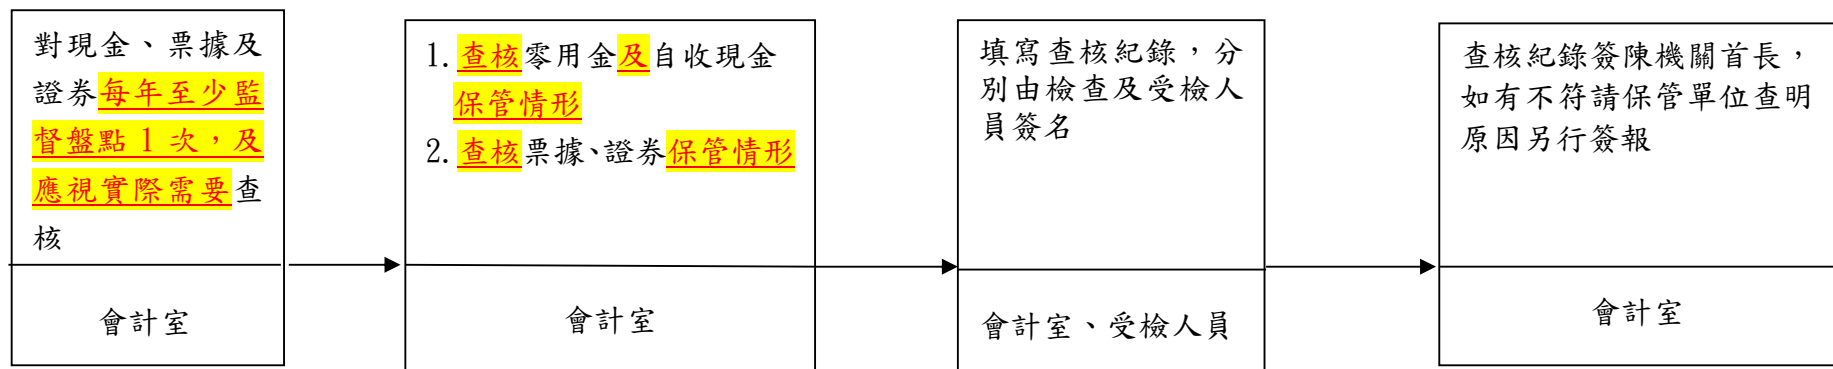 對現金、票據及
證券每年至少監
督盤點 1 次，及
應視實際需要查
核
會計室
1.查核零用金及自收現金
保管情形
2.查核票據、證券保管情形
會計室
填寫查核紀錄，分
別由檢查及受檢人
員簽名
會計室、受檢人員
查核紀錄簽陳機關首長，
如有不符請保管單位查明
原因另行簽報
會計室